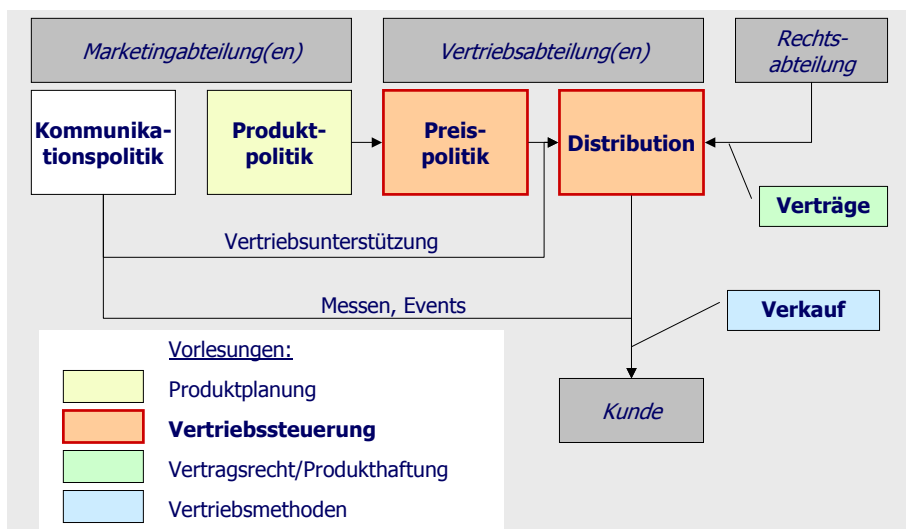 Marketingabteilung(en)
Vertriebsabteilung(en)
Rechts-
abteilung
Kommunika-
tionspolitik
Produkt-
politik
Preis-
politik
Distribution
Verträge
Vertriebsunterstützung
Messen, Events
Verkauf
Kunde
Vorlesungen:
Produktplanung
Vertriebssteuerung
Vertragsrecht/Produkthaftung
Vertriebsmethoden